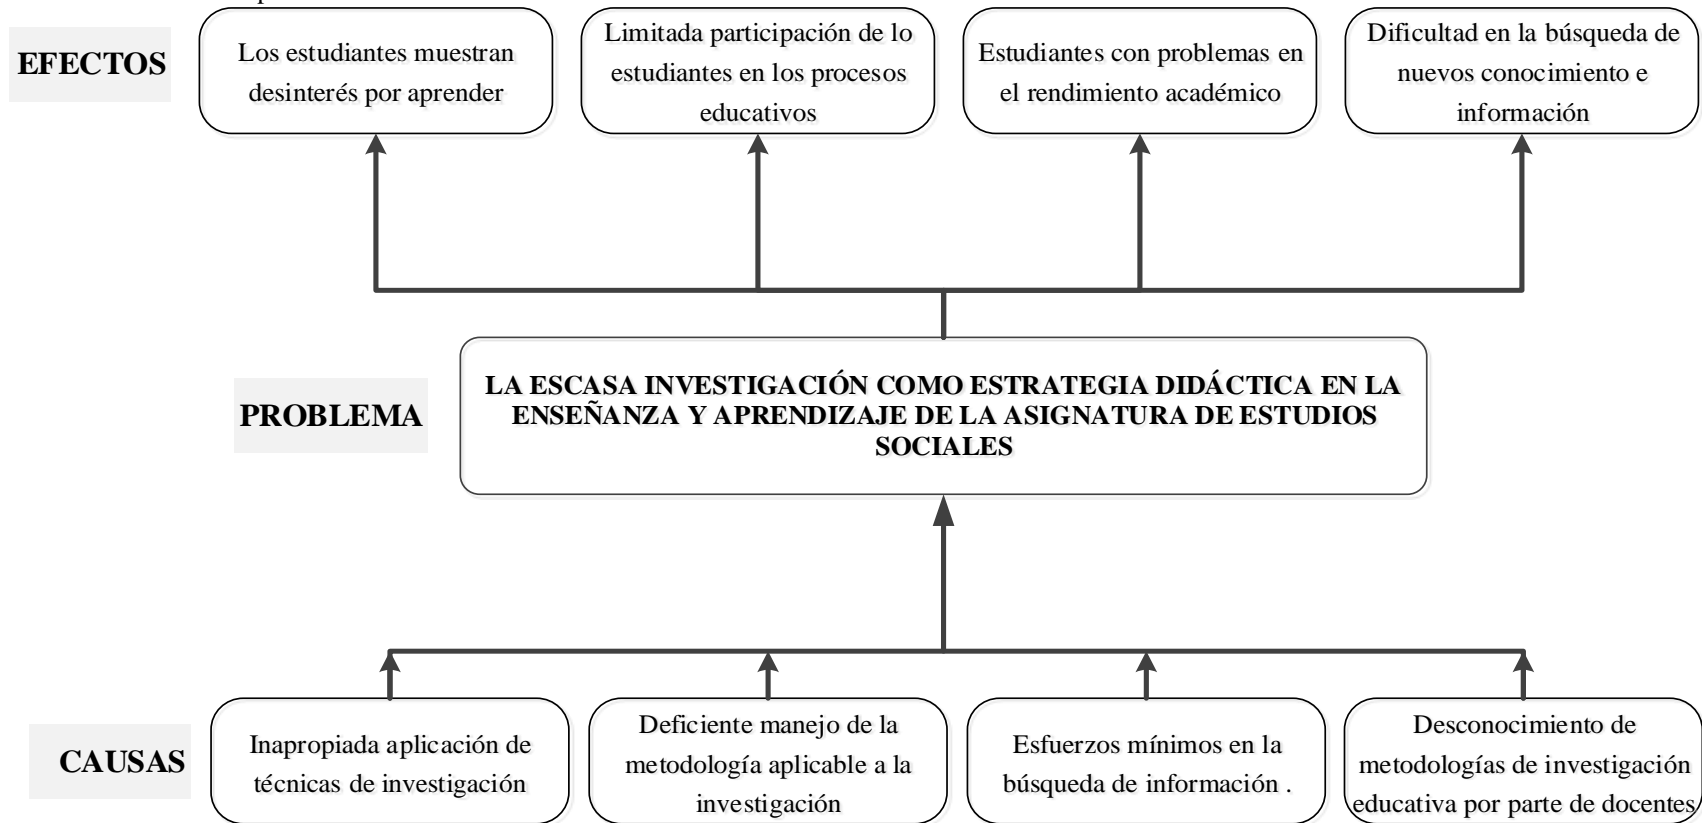 EFECTOS
Los estudiantes muestran
desinterés por aprender
Limitada participación de lo
estudiantes en los procesos
educativos
Estudiantes con problemas en
el rendimiento académico
Dificultad en la búsqueda de
nuevos conocimiento e
información
PROBLEMA
LA ESCASA INVESTIGACIÓN COMO ESTRATEGIA DIDÁCTICA EN LA
ENSEÑANZA Y APRENDIZAJE DE LA ASIGNATURA DE ESTUDIOS
SOCIALES
CAUSAS
Inapropiada aplicación de
técnicas de investigación
Deficiente manejo de la
metodología aplicable a la
investigación
Esfuerzos mínimos en la
búsqueda de información .
Desconocimiento de
metodologías de investigación
educativa por parte de docentes